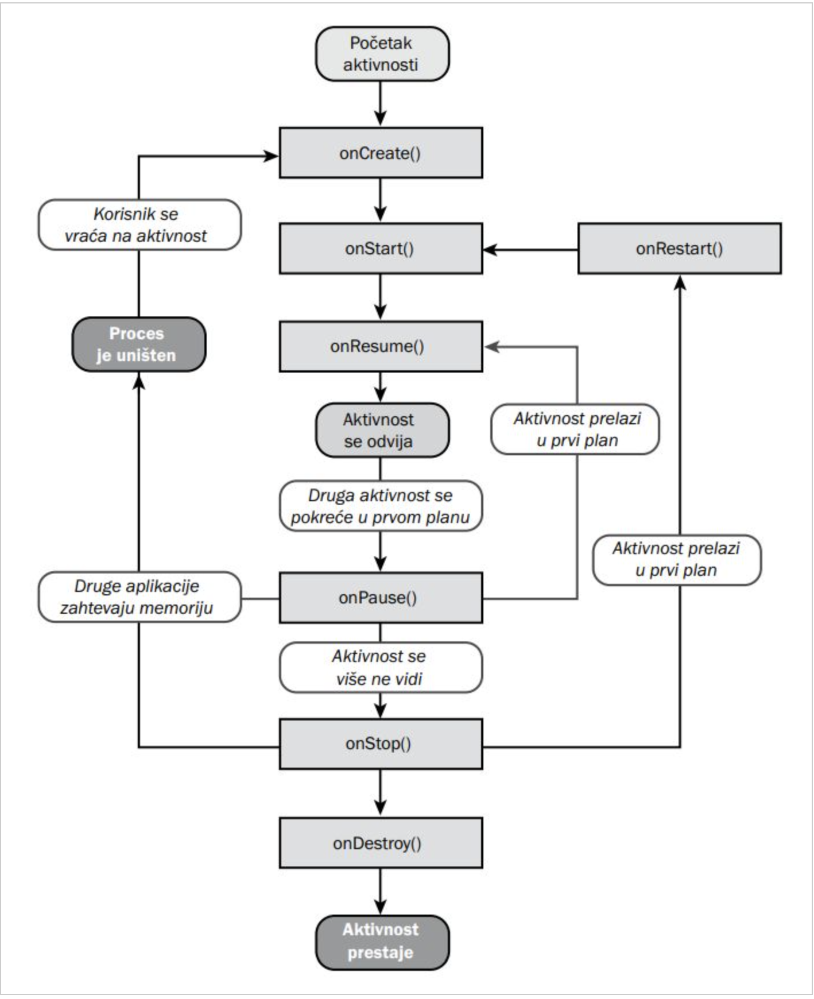 Početak
aktivnosti
onCreate()
Korisnik se
vraća na aktivnost
onStart()
onRestart()
Proces
je uništen
onResume()
Aktivnost
se odvija
Aktivnost prelazi
u prvi plan
Druga aktivnost se
pokreće u prvom planu
Aktivnost prelazi
u prvi plan
Druge aplikacije
zahtevaju memoriju
onPause()
Aktivnost se
više ne vidi
onStop()
onDestroy()
Aktivnost
prestaje